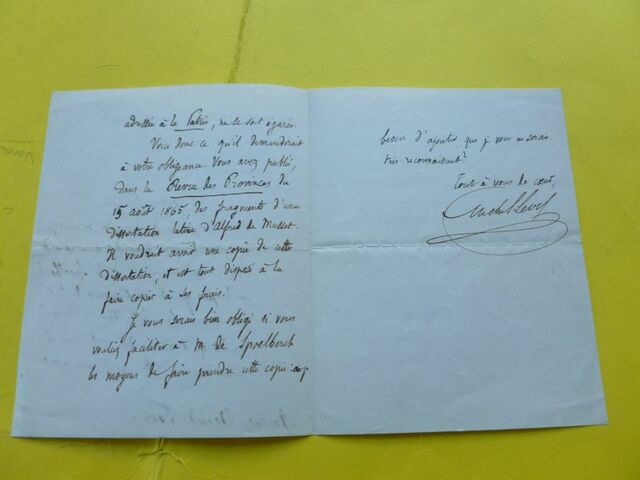 adressée à la Patrie, ne se soit égarée.
Voici donc ce qu'il demanderait
à votre obligeance. Vous avez publié,
dans la Revue des Provinces du
15 août 1865, des fragments d'une
dissertation latine d'Alfred de Musset.
Il voudrait avoir une copie de cette
dissertation, et est tout disposé à la
faire copier à ses frais.
Je vous serais bien obligé si vous
vouliez faciliter à M. de Spoelberch
les moyens de faire prendre cette copie
besoin d'ajouter que je vous en serais
très reconnaissant?
Tout à vous de cœur,